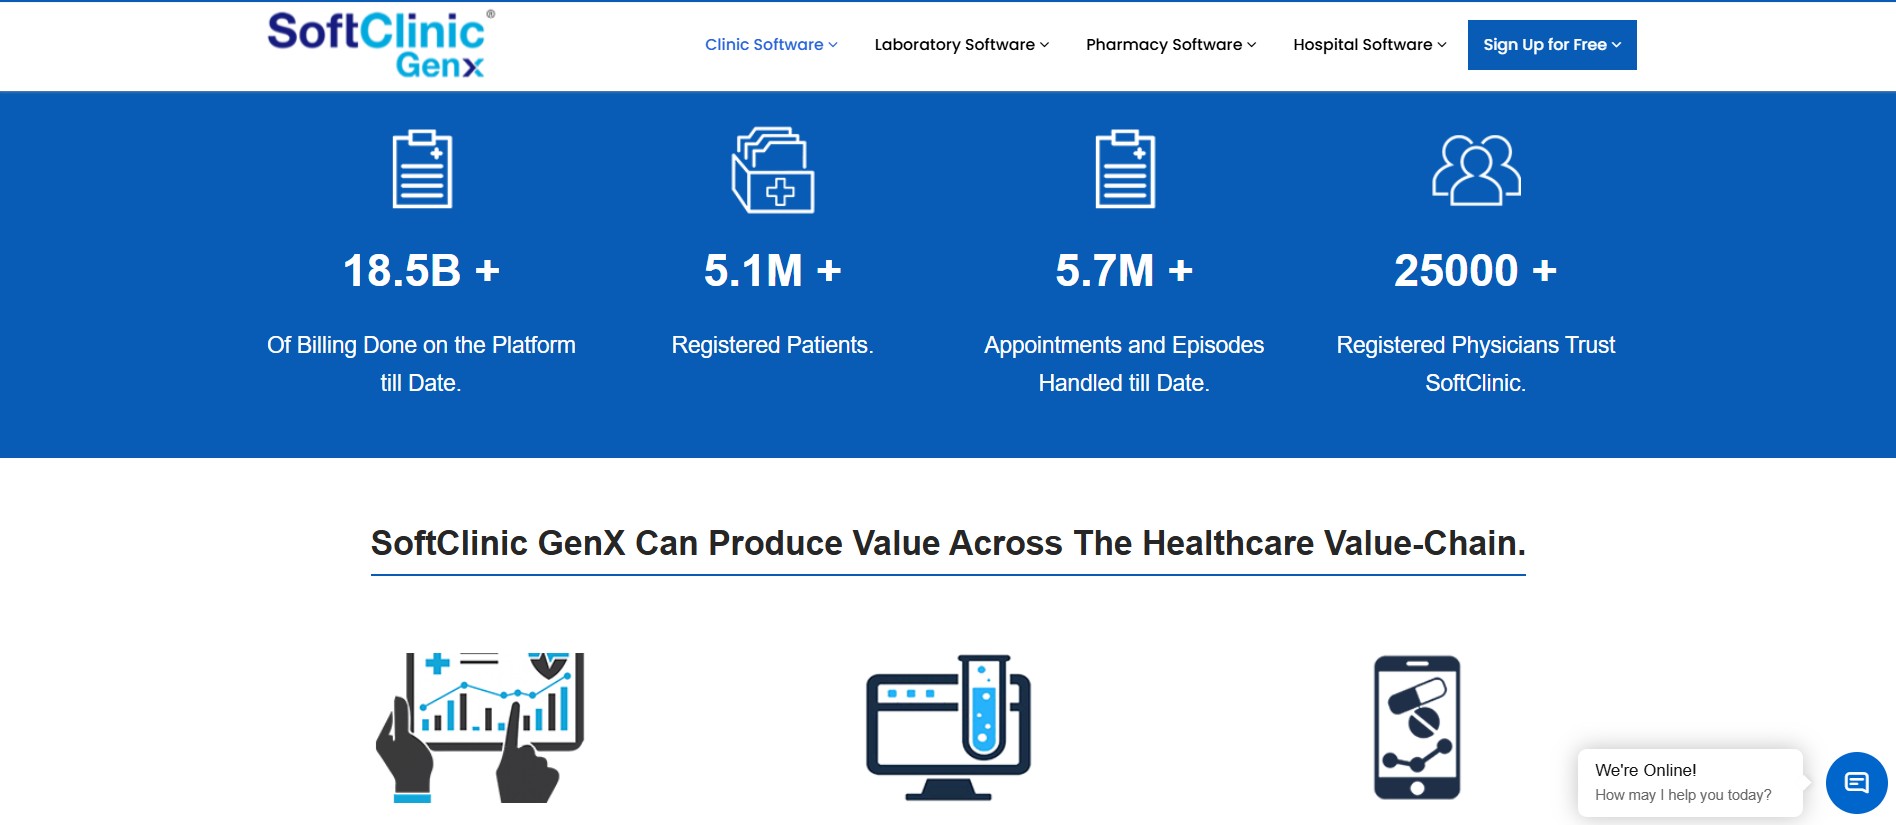 SoftClinic®
Genx
Clinic Software
Laboratory Software
Pharmacy Software
Hospital Software
Sign Up for Free
18.5B +
Of Billing Done on the Platform
till Date.
5.1M +
Registered Patients.
5.7M +
Appointments and Episodes
Handled till Date.
25000 +
Registered Physicians Trust
SoftClinic.
SoftClinic GenX Can Produce Value Across The Healthcare Value-Chain.
We're Online!
How may I help you today?